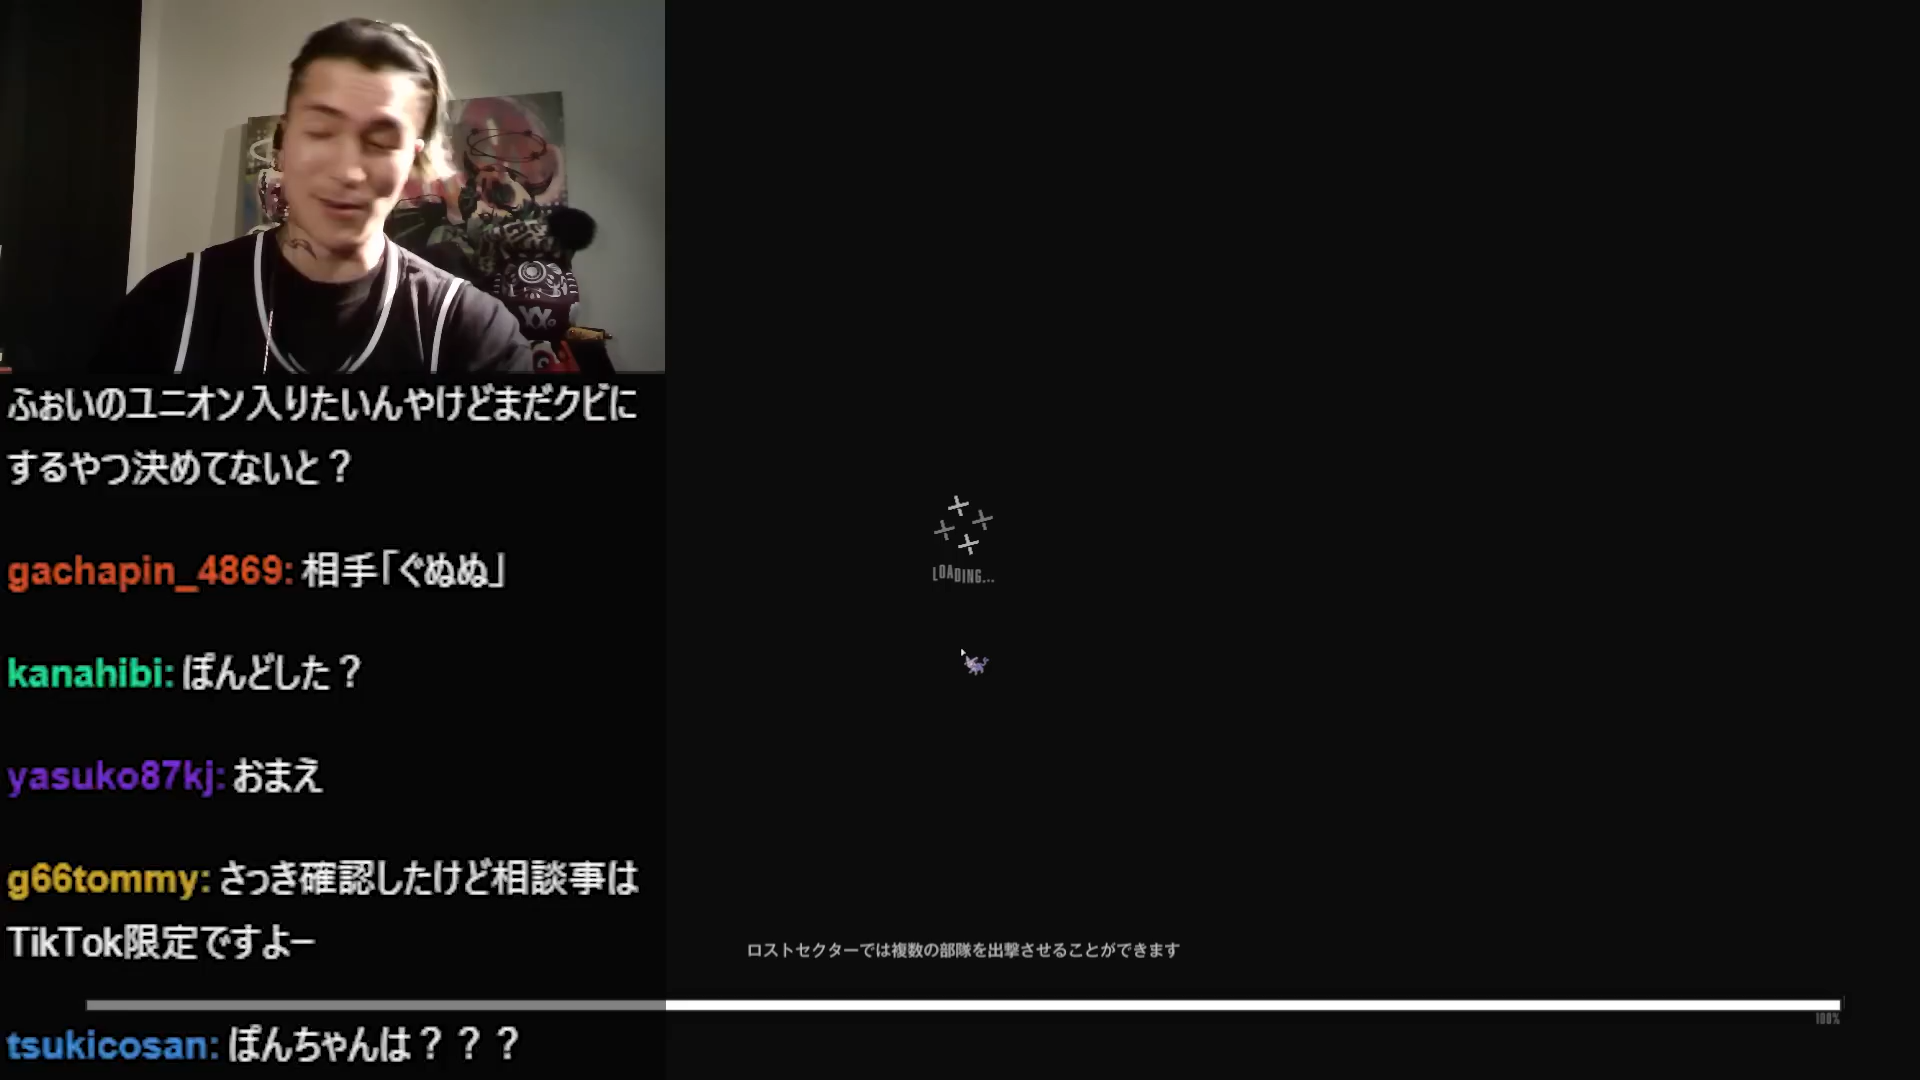 ふぉいのユニオン入りたいんやけどまだクビに
するやつ決めてないと？
gachapin_4869: 相手「ぐぬぬ」
kanahibi: ぽんどした？
yasuko87kj: おまえ
g66tommy: さっき確認したけど相談事は
TikTok限定ですよー
tsukicosan: ぽんちゃんは？？？
LOADING...
ロストセクターでは複数の部隊を出撃させることができます
100%